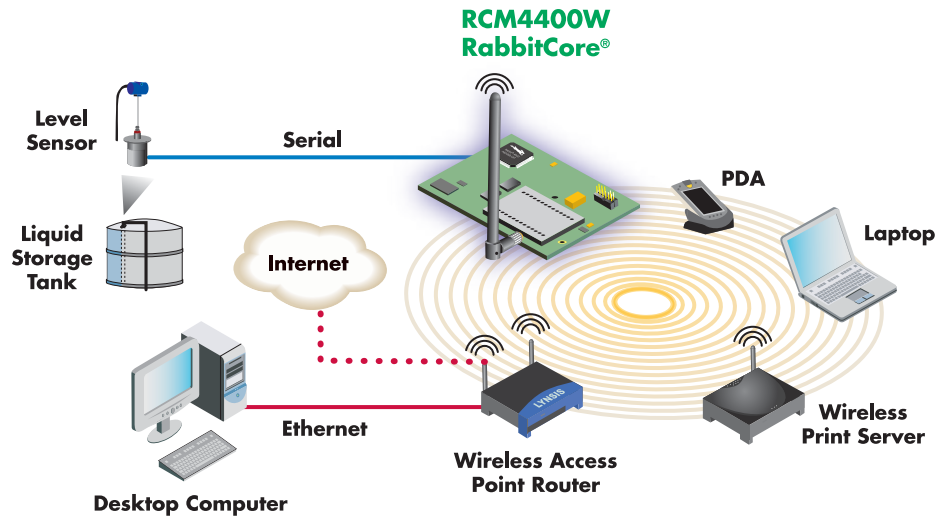 RCM4400W
RabbitCore®
Level
Sensor
Serial
PDA
Laptop
Liquid
Storage
Tank
Internet
LYNSIS
Ethernet
Wireless
Print Server
Wireless Access
Point Router
Desktop Computer